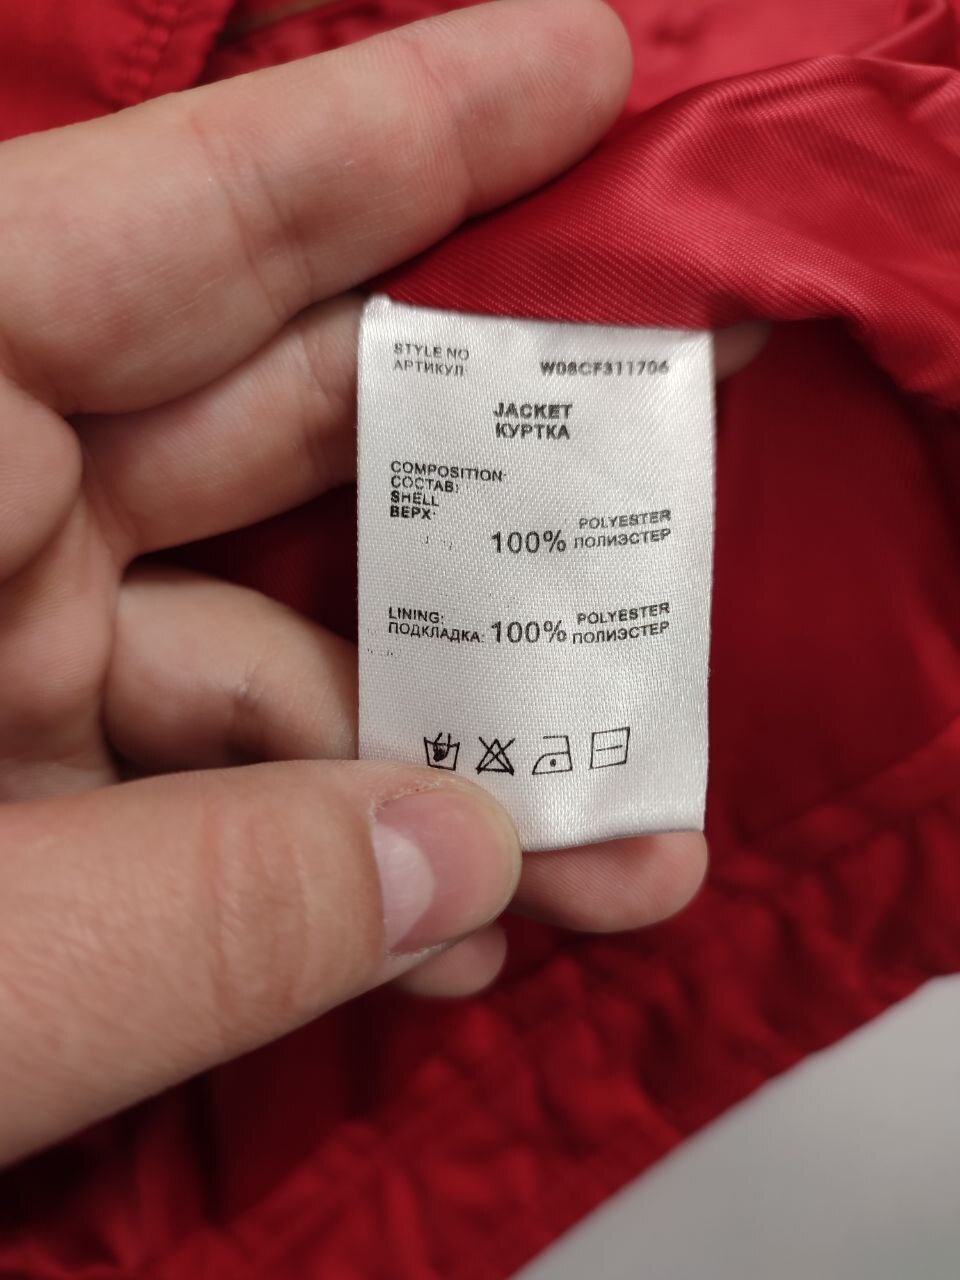 STYLE NO
АРТИКУЛ W08CF311706
JACKET
КУРТКА
COMPOSITION:
СОСТАВ:
SHELL
ВЕРХ:
100% POLYESTER
ПОЛИЭСТЕР
LINING:
ПОДКЛАДКА: 100% POLYESTER
ПОЛИЭСТЕР